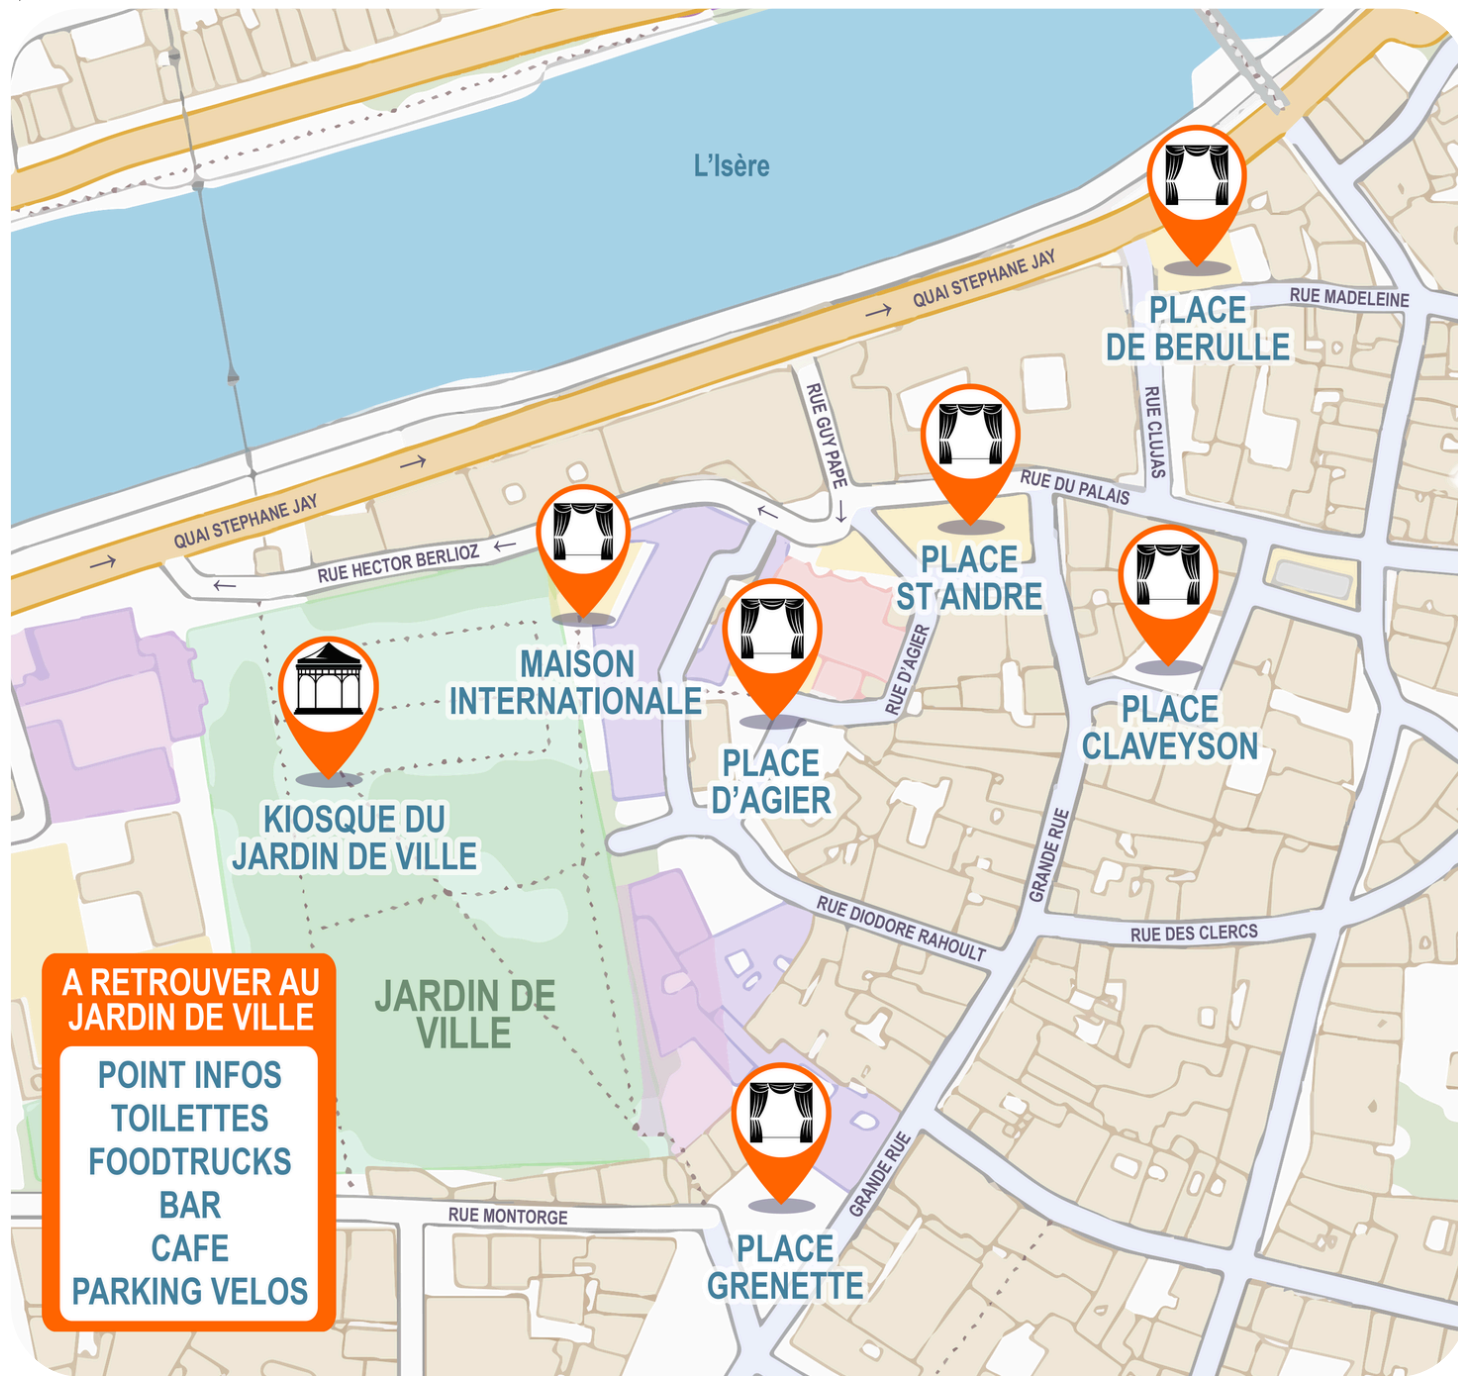 L'Isère
QUAI STEPHANE JAY
RUE MADELEINE
PLACE
DE BERULLE
RUE GUY PAPE
RUE CLUJAS
RUE DU PALAIS
QUAI STEPHANE JAY
RUE HECTOR BERLIOZ
PLACE
ST ANDRE
MAISON
INTERNATIONALE
RUE D'AGIER
PLACE
CLAVEYSON
PLACE
D'AGIER
KIOSQUE DU
JARDIN DE VILLE
GRANDE RUE
RUE DIODORE RAHOULT
RUE DES CLERCS
JARDIN DE
VILLE
A RETROUVER AU
JARDIN DE VILLE
POINT INFOS
TOILETTES
FOODTRUCKS
BAR
CAFE
PARKING VELOS
GRANDE RUE
RUE MONTORGE
PLACE
GRENETTE